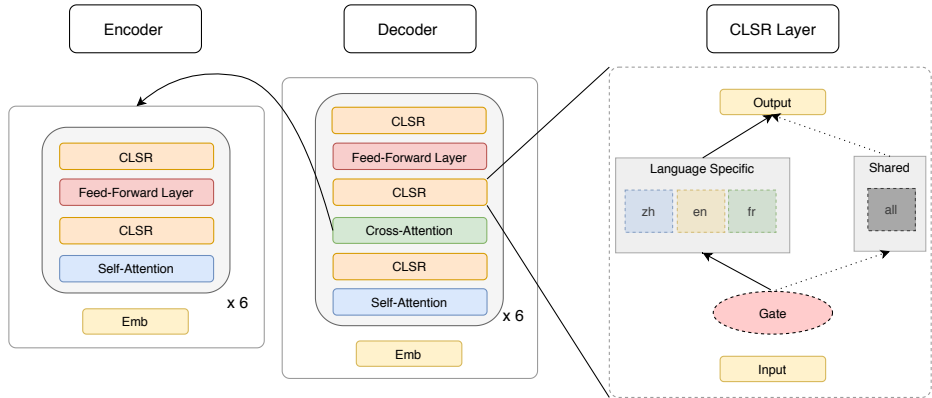 Encoder
CLSR
Feed-Forward Layer
CLSR
Self-Attention
x 6
Emb
Decoder
CLSR
Feed-Forward Layer
CLSR
Cross-Attention
CLSR
Self-Attention
x 6
Emb
CLSR Layer
Output
Language Specific
zh
en
fr
Shared
all
Gate
Input